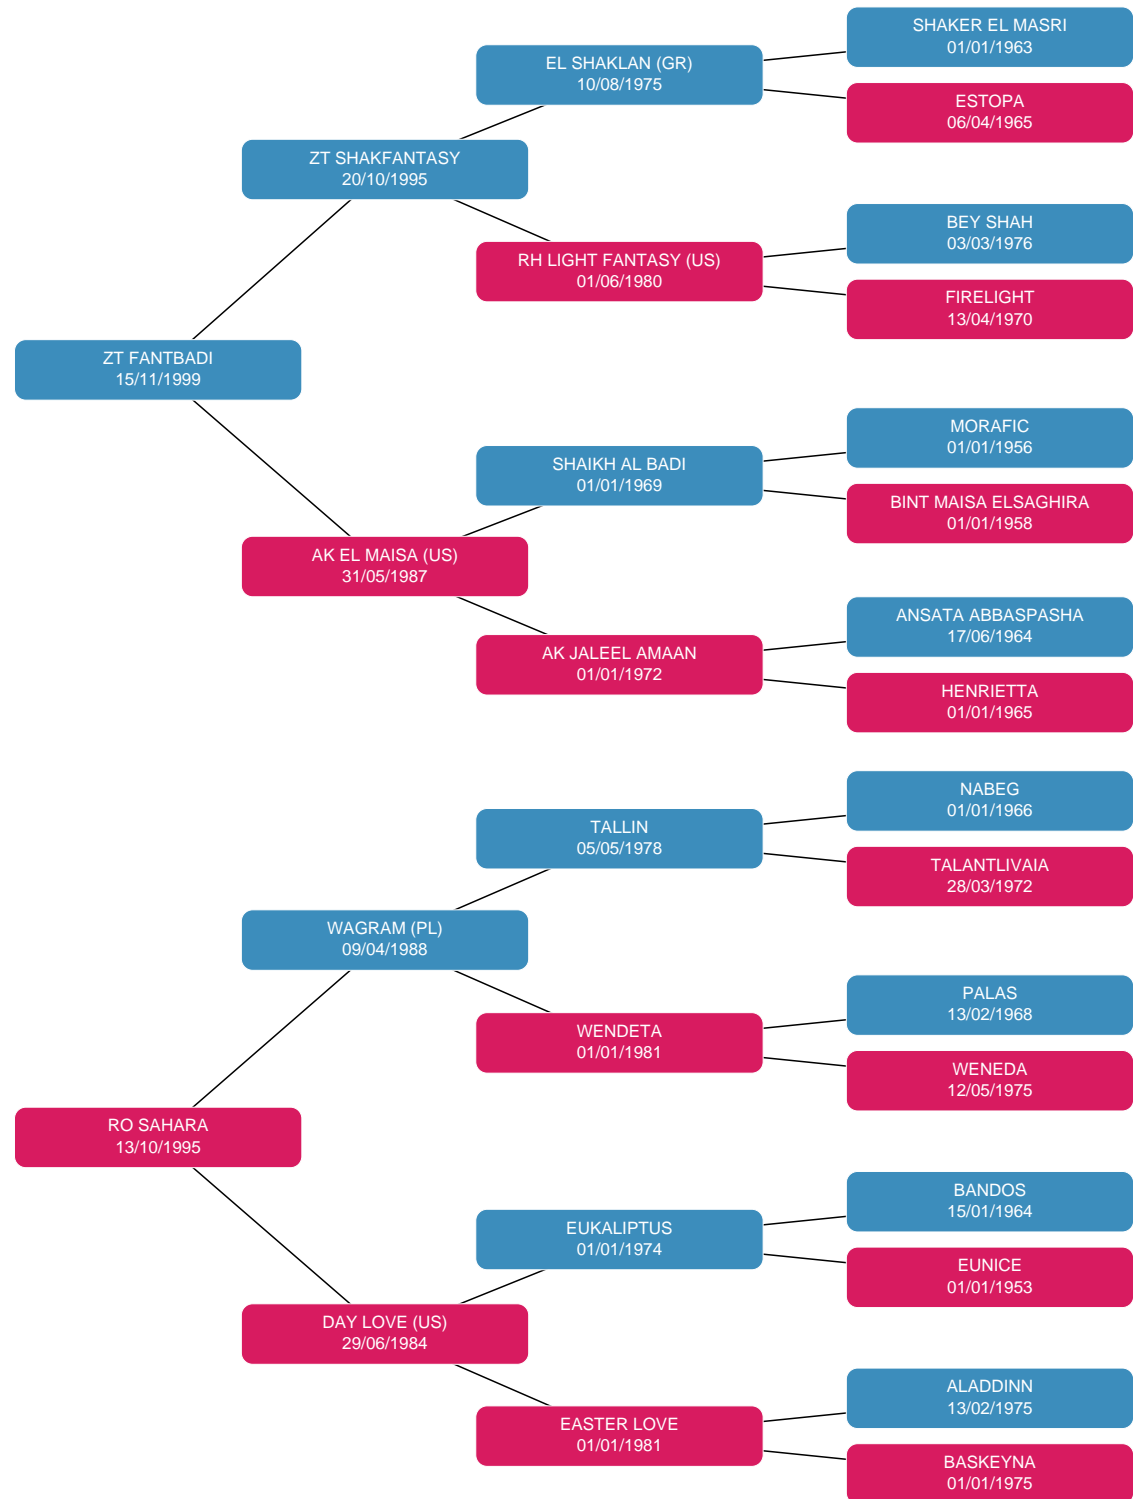 SHAKER EL MASRI
01/01/1963
EL SHAKLAN (GR)
10/08/1975
ESTOPA
06/04/1965
ZT SHAKFANTASY
20/10/1995
BEY SHAH
03/03/1976
RH LIGHT FANTASY (US)
01/06/1980
FIRELIGHT
13/04/1970
ZT FANTBADI
15/11/1999
MORAFIC
01/01/1956
SHAIKH AL BADI
01/01/1969
BINT MAISA ELSAGHIRA
01/01/1958
AK EL MAISA (US)
31/05/1987
ANSATA ABBASPASHA
17/06/1964
AK JALEEL AMAAN
01/01/1972
HENRIETTA
01/01/1965
NABEG
01/01/1966
TALLIN
05/05/1978
TALANTLIVAIA
28/03/1972
WAGRAM (PL)
09/04/1988
PALAS
13/02/1968
WENDETA
01/01/1981
WENEDA
12/05/1975
RO SAHARA
13/10/1995
BANDOS
15/01/1964
EUKALIPTUS
01/01/1974
EUNICE
01/01/1953
DAY LOVE (US)
29/06/1984
ALADDINN
13/02/1975
EASTER LOVE
01/01/1981
BASKEYNA
01/01/1975